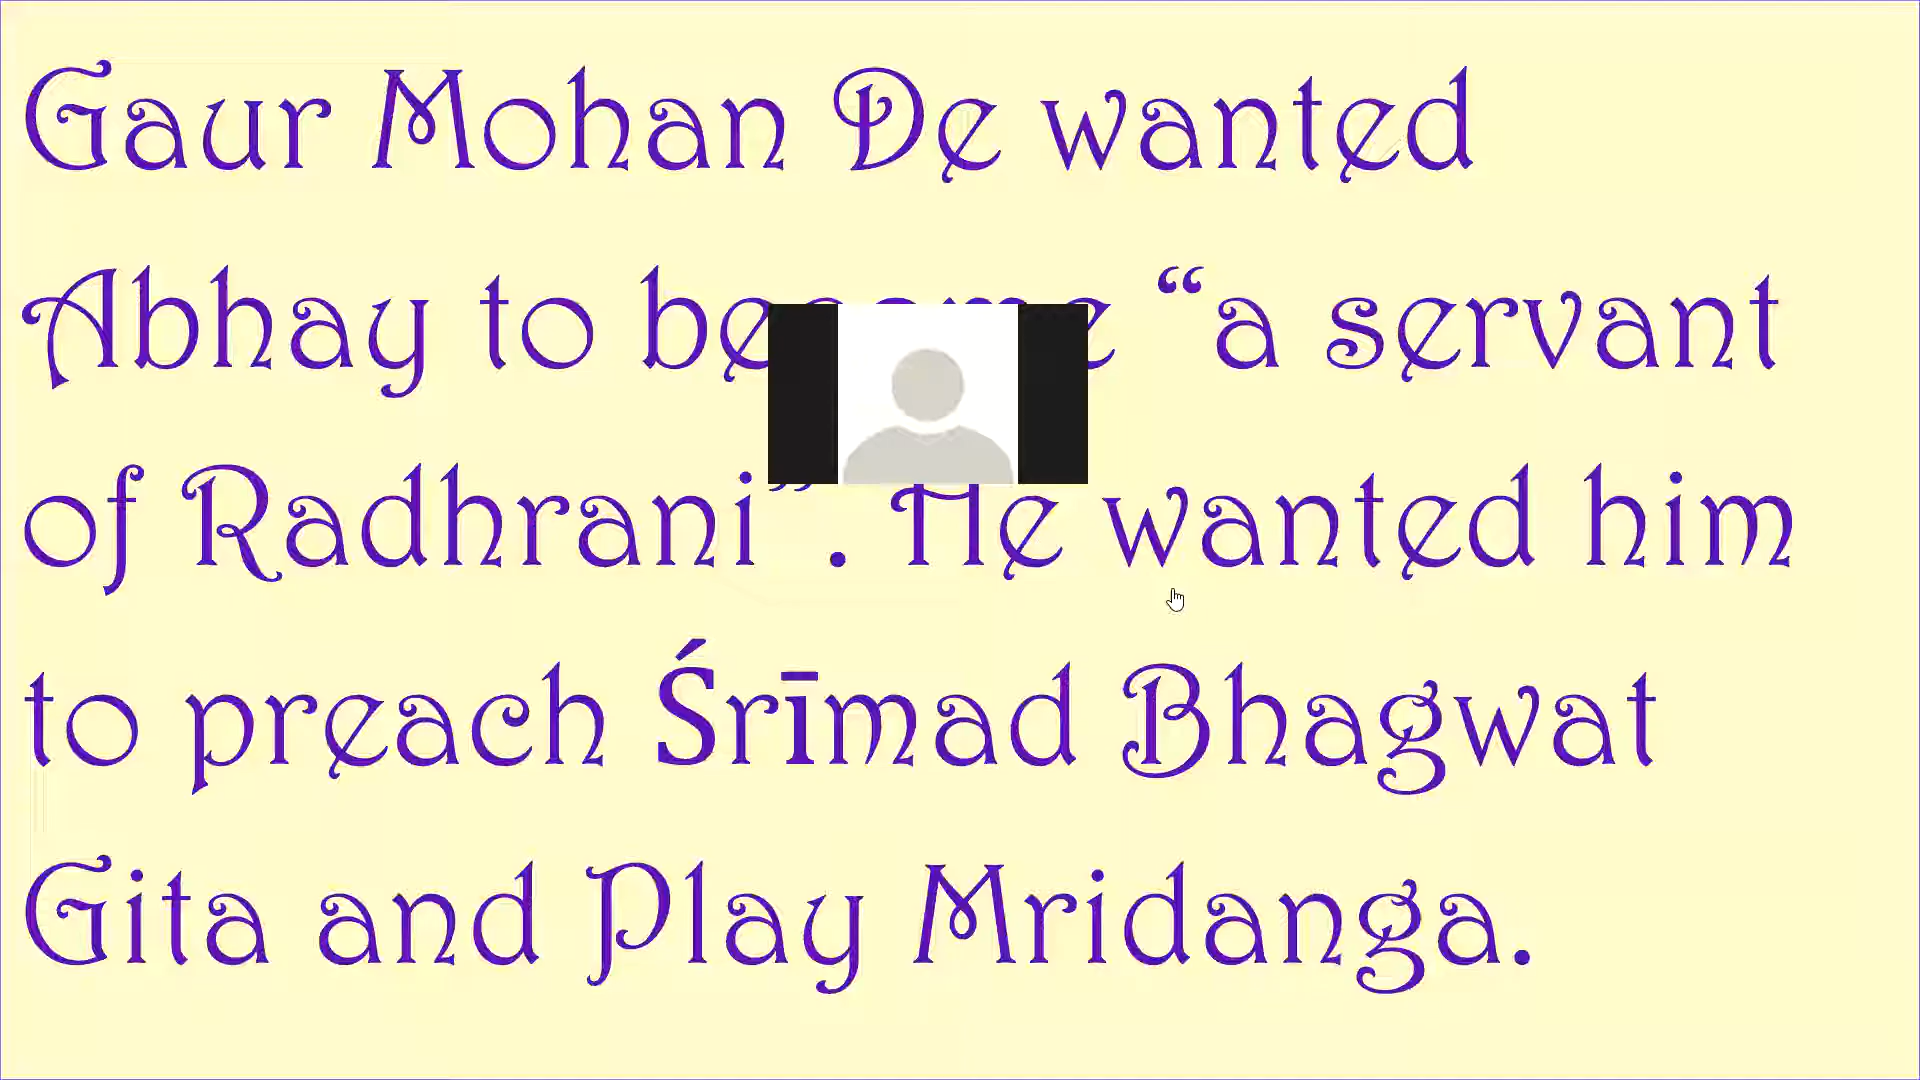 Gaur Mohan De wanted
Abhay to become “a servant
of Radhrani” . He wanted him
to preach Śrīmad Bhagwat
Gita and Play Mridanga.